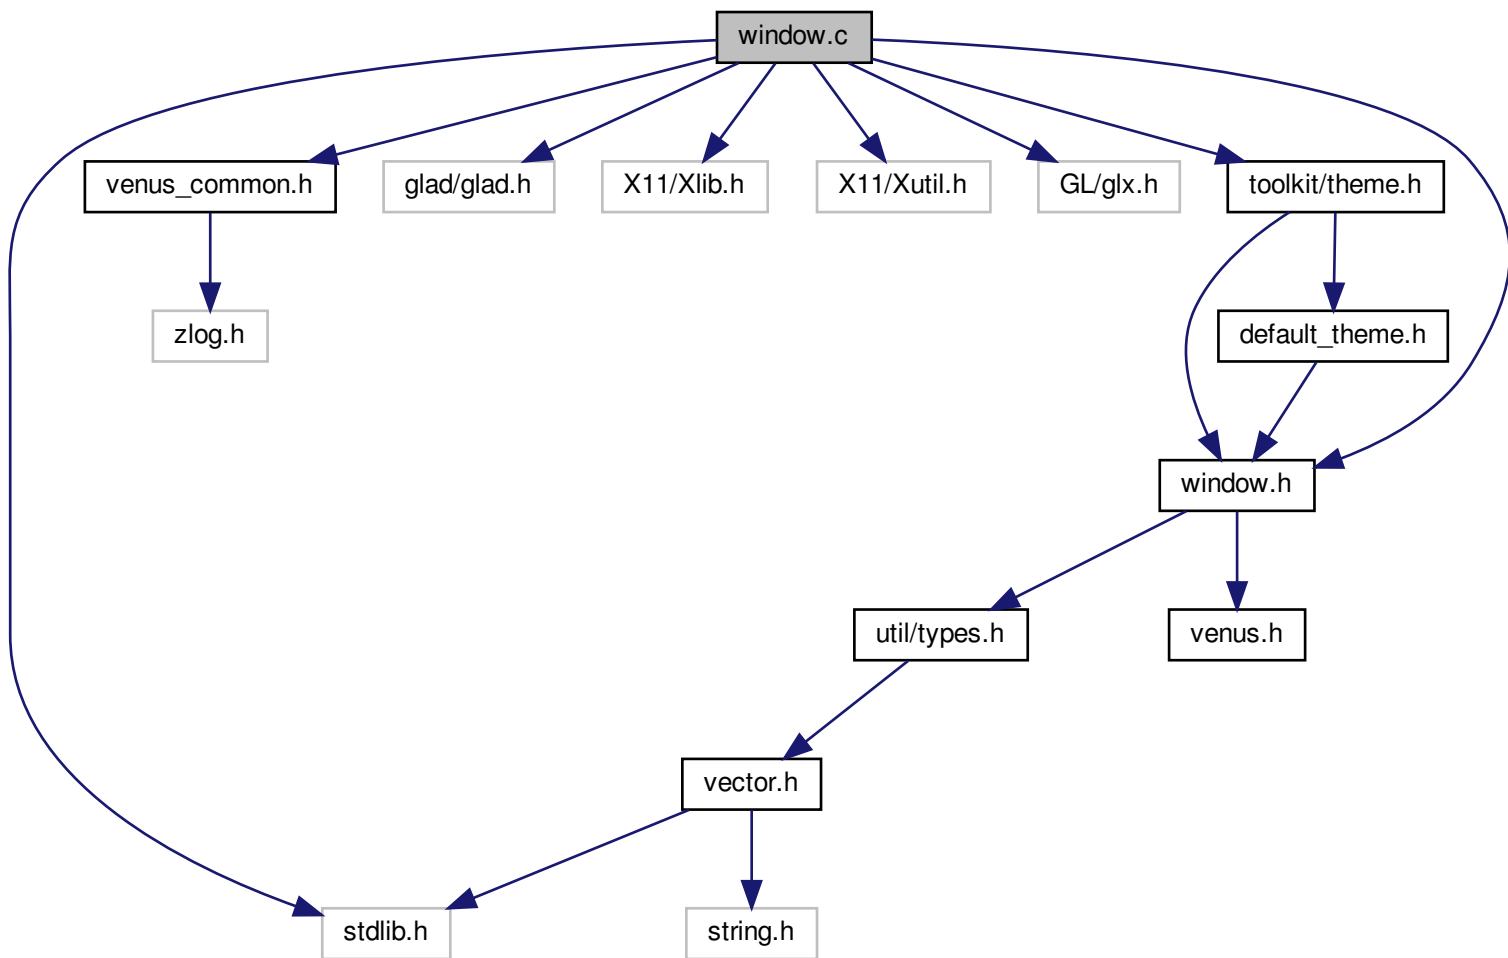 window.c
venus_common.h
glad/glad.h
X11/Xlib.h
X11/Xutil.h
GL/glx.h
toolkit/theme.h
zlog.h
default_theme.h
window.h
util/types.h
venus.h
vector.h
stdlib.h
string.h